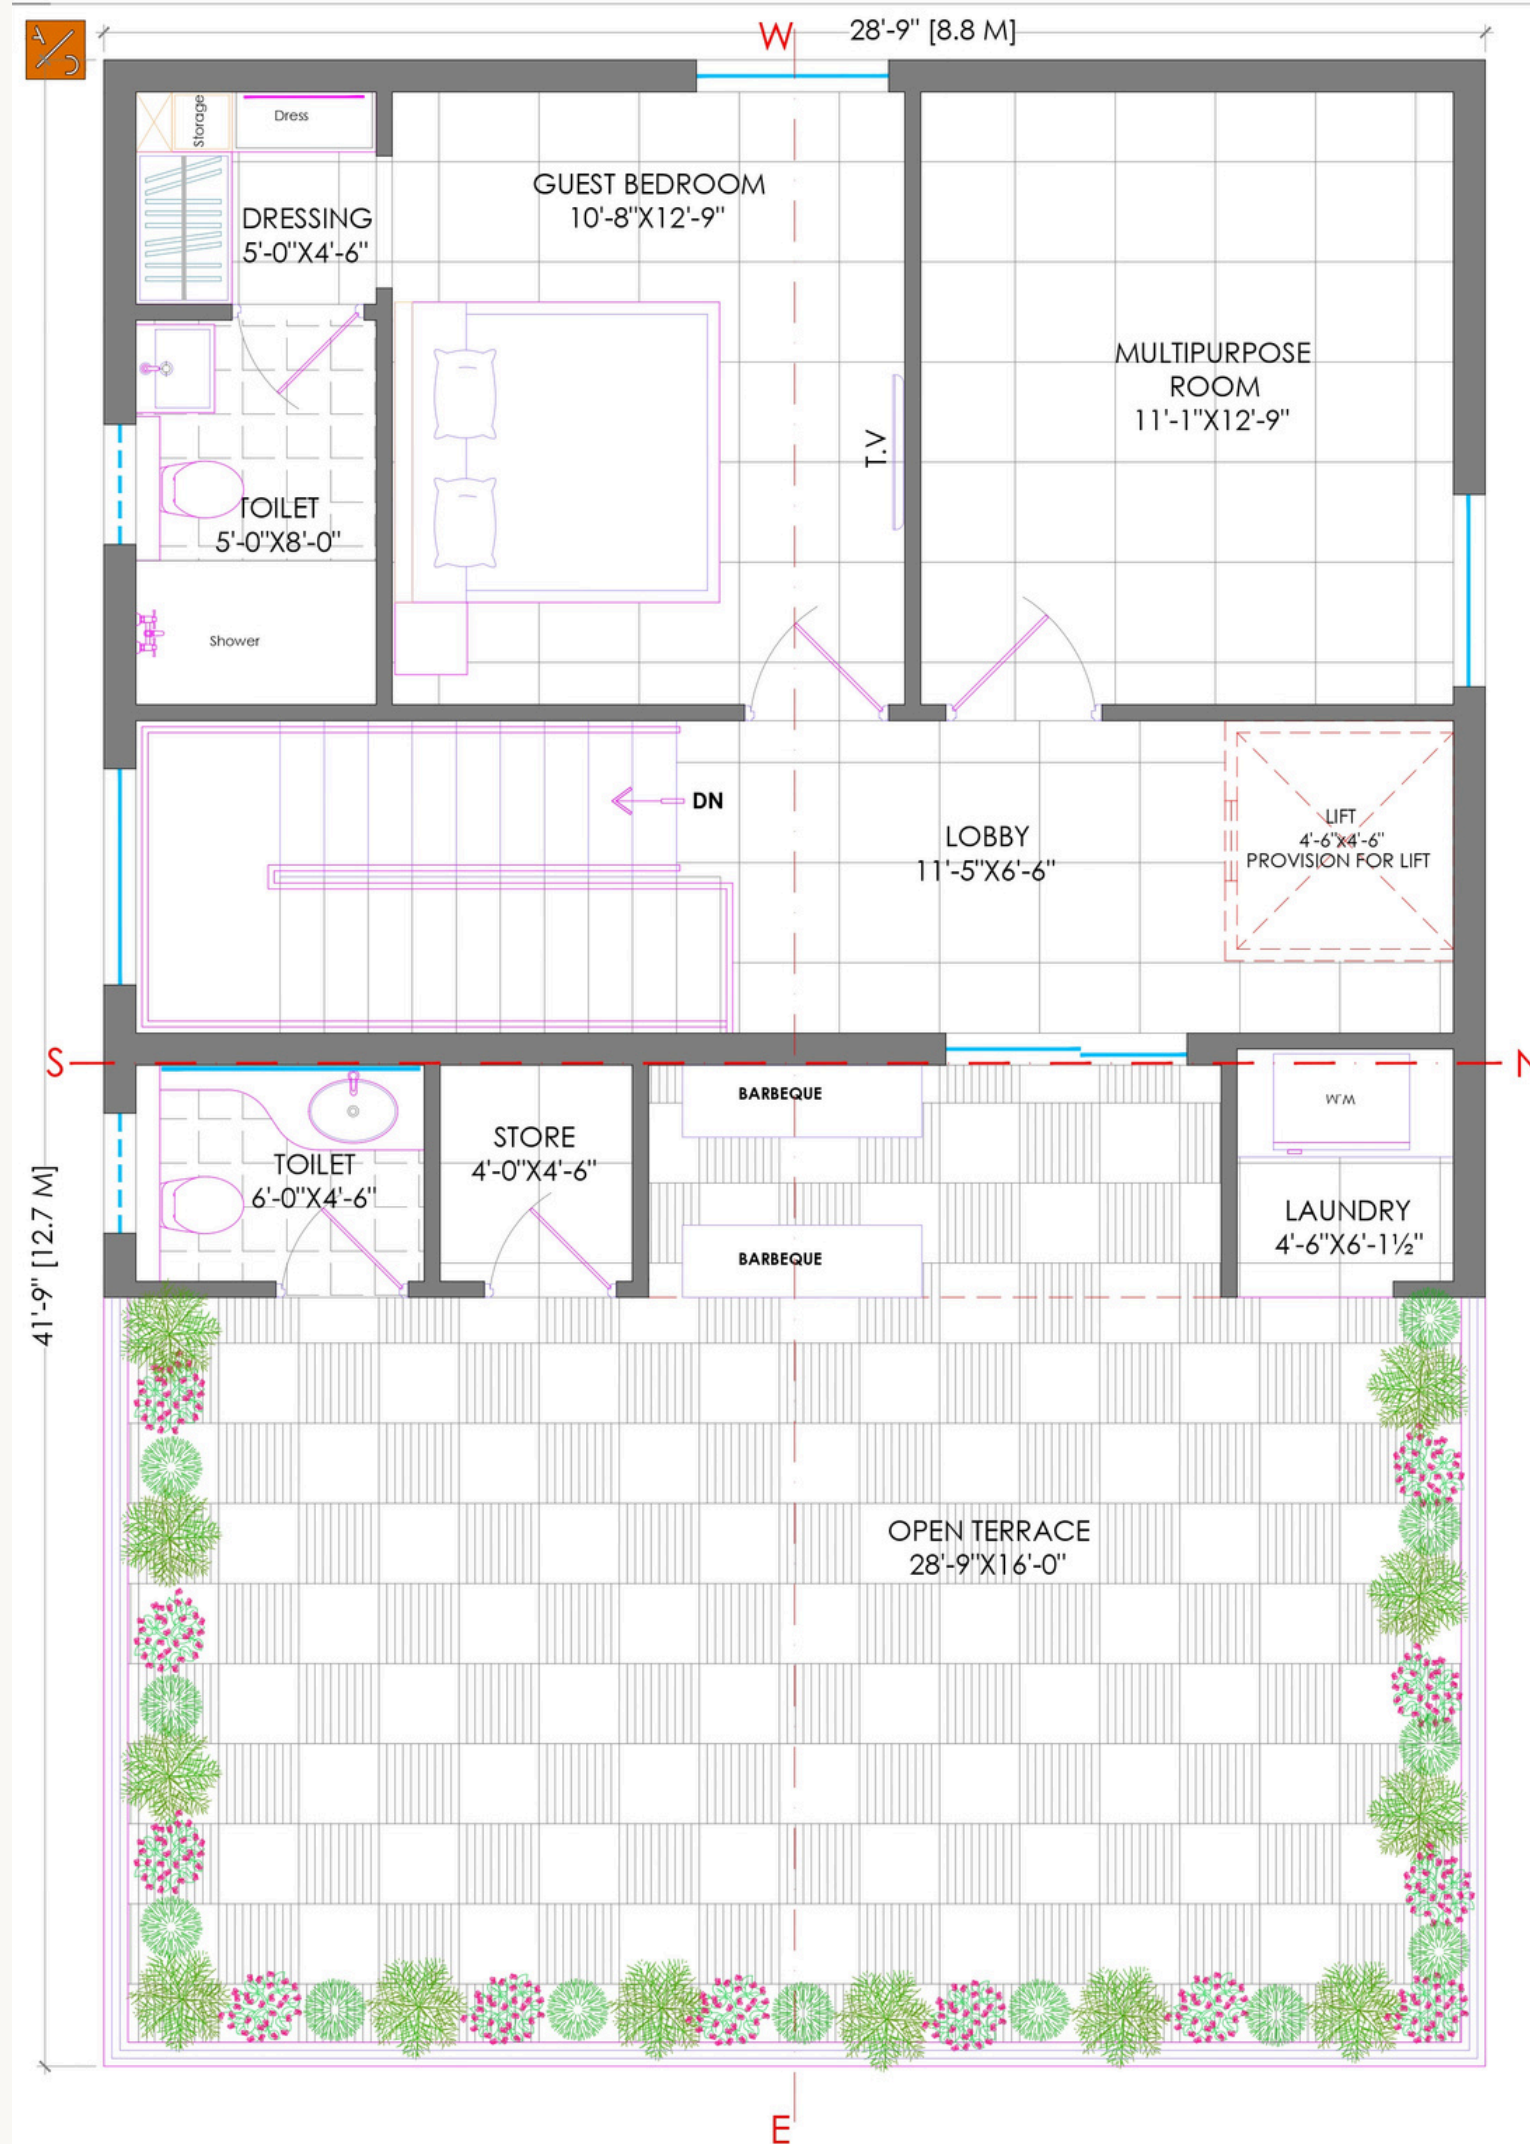 W
28'-9" [8.8 M]
Storage
Dress
GUEST BEDROOM
10'-8"X12'-9"
DRESSING
5'-0"X4'-6"
MULTIPURPOSE
ROOM
11'-1"X12'-9"
T.V
TOILET
5'-0"X8'-0"
Shower
DN
LOBBY
11'-5"X6'-6"
LIFT
4'-6"x4'-6"
PROVISION FOR LIFT
S
N
BARBEQUE
W.M
STORE
4'-0"X4'-6"
TOILET
6'-0"X4'-6"
LAUNDRY
4'-6"X6'-1½"
BARBEQUE
41'-9" [12.7 M]
OPEN TERRACE
28'-9"X16'-0"
E